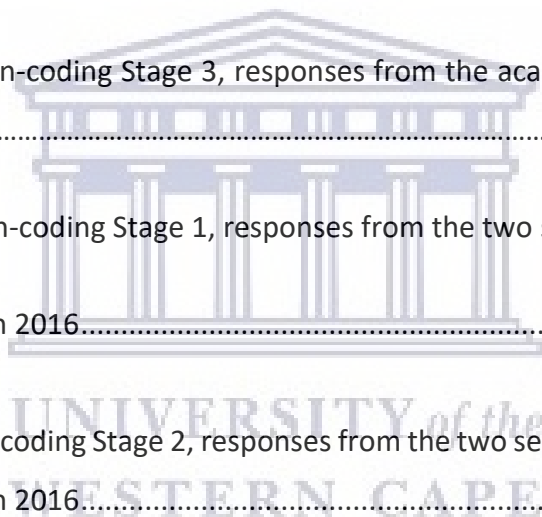 n-coding Stage 3, responses from the aca
...........................................................................
n-coding Stage 1, responses from the two
n 2016...........................................................................
UNIVERSITY of the
coding Stage 2, responses from the two se
WESTERN CAPE
n 2016...........................................................................